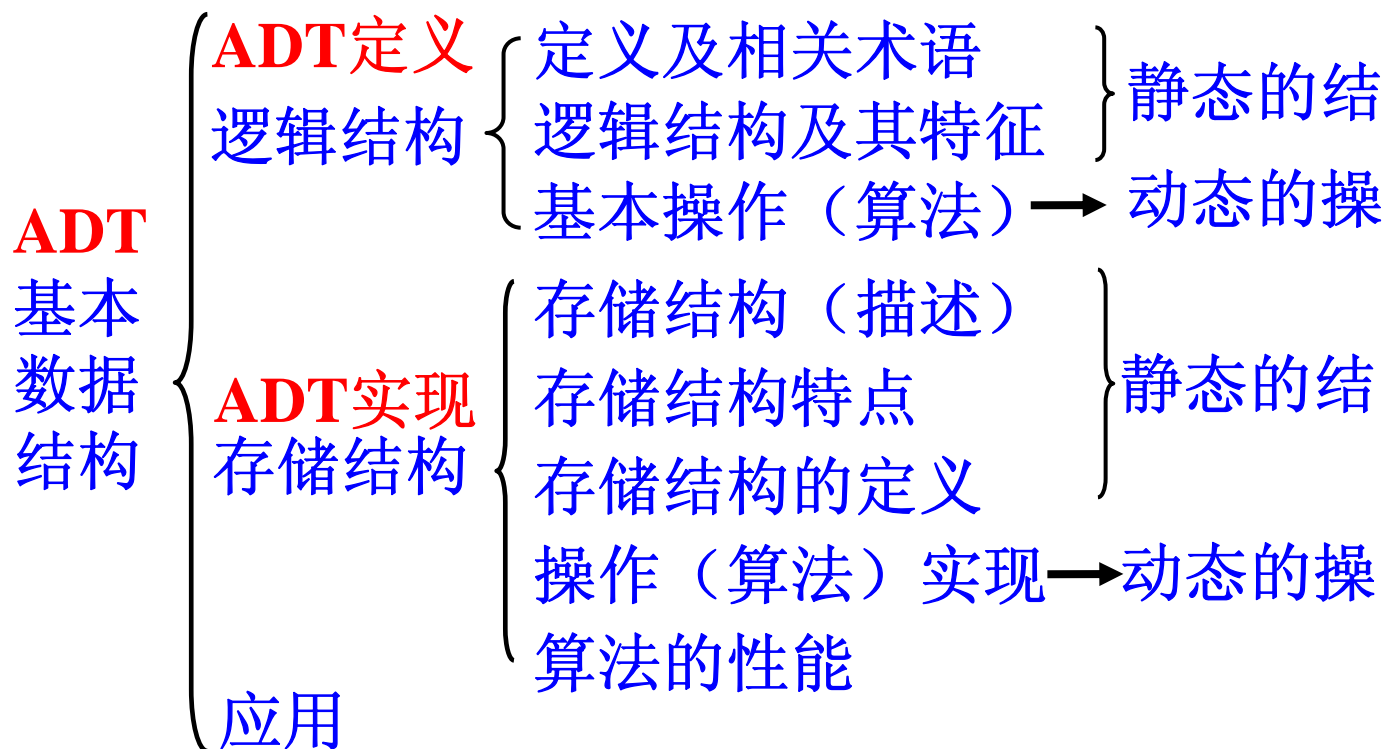 ADT
基本
数据
结构
ADT定义
逻辑结构
定义及相关术语
逻辑结构及其特征
基本操作（算法）
静态的结
动态的操
ADT实现
存储结构
存储结构（描述）
存储结构特点
存储结构的定义
操作（算法）实现
算法的性能
静态的结
动态的操
应用